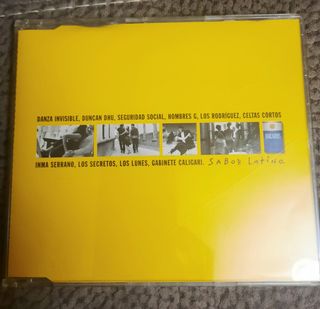 DANZA INVISIBLE, DUNCAN DHU, SEGURIDAD SOCIAL, HOMBRES G, LOS RODRÍGUEZ, CELTAS CORTOS
INMA SERRANO, LOS SECRETOS, LOS LUNES, GABINETE CALIGARI. SABOR LATINO